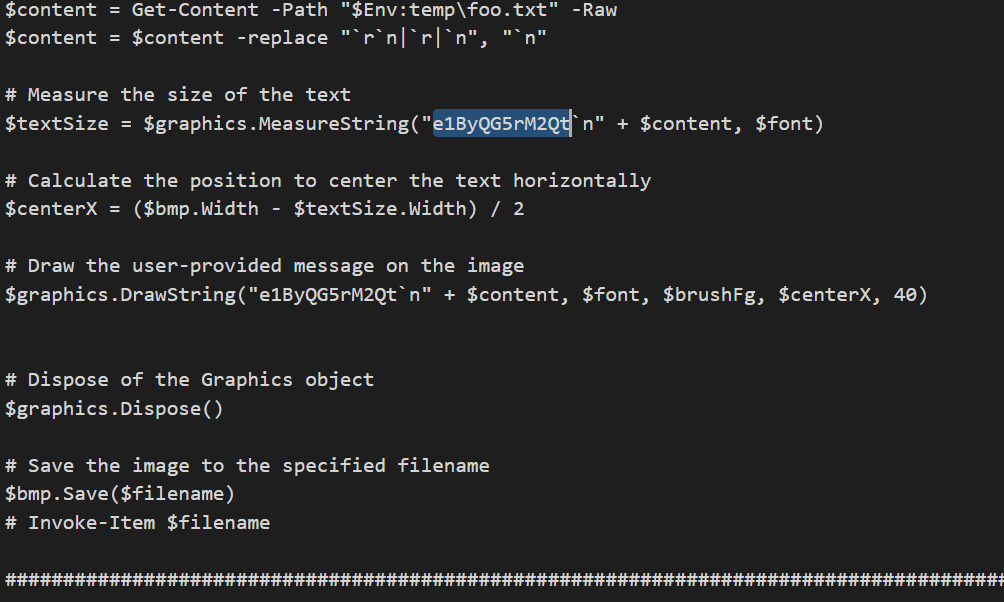 $content = Get-Content -Path "$Env:temp\foo.txt" -Raw
$content = $content -replace "`r`n|`r|`n", "`n"
# Measure the size of the text
$textSize = $graphics.MeasureString("e1ByQG5rM2Qt`n" + $content, $font)
# Calculate the position to center the text horizontally
$centerX = ($bmp.Width - $textSize.Width) / 2
# Draw the user-provided message on the image
$graphics.DrawString("e1ByQG5rM2Qt`n" + $content, $font, $brushFg, $centerX, 40)
# Dispose of the Graphics object
$graphics.Dispose()
# Save the image to the specified filename
$bmp.Save($filename)
# Invoke-Item $filename
#######################################################################################